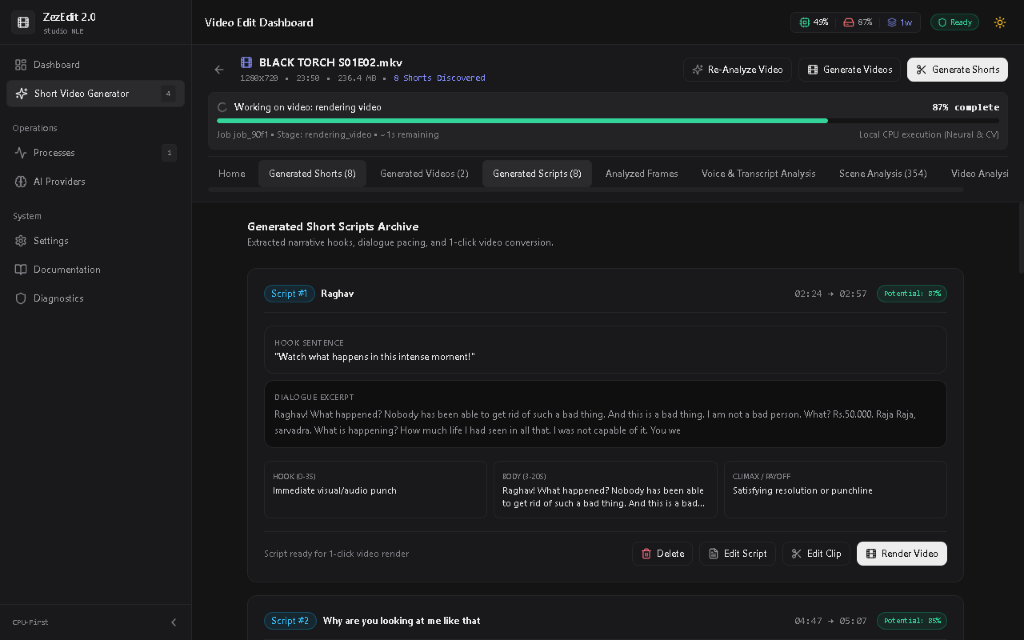 ZezEdit 2.0
Studio NLE
Dashboard
Short Video Generator 4
Operations
Processes 1
AI Providers
System
Settings
Documentation
Diagnostics
CPU-First
Video Edit Dashboard
49% 87% 1w Ready
BLACK TORCH S01E02.mkv
1280x720 • 23:50 • 236.4 MB • 8 Shorts Discovered
Re-Analyze Video Generate Videos Generate Shorts
Working on video: rendering video 87% complete
Job job_90f1 • Stage: rendering_video • ~1s remaining Local CPU execution (Neural & CV)
Home Generated Shorts (8) Generated Videos (2) Generated Scripts (8) Analyzed Frames Voice & Transcript Analysis Scene Analysis (354) Video Analysi
Generated Short Scripts Archive
Extracted narrative hooks, dialogue pacing, and 1-click video conversion.
Script #1 Raghav 02:24 → 02:57 Potential: 87%
HOOK SENTENCE
"Watch what happens in this intense moment!"
DIALOGUE EXCERPT
Raghav! What happened? Nobody has been able to get rid of such a bad thing. And this is a bad thing. I am not a bad person. What? Rs.50,000. Raja Raja,
sarvadra. What is happening? How much life I had seen in all that. I was not capable of it. You we
HOOK (0-3S)
Immediate visual/audio punch
BODY (3-20S)
Raghav! What happened? Nobody has been able
to get rid of such a bad thing. And this is a bad...
CLIMAX / PAYOFF
Satisfying resolution or punchline
Script ready for 1-click video render Delete Edit Script Edit Clip Render Video
Script #2 Why are you looking at me like that 04:47 → 05:07 Potential: 85%